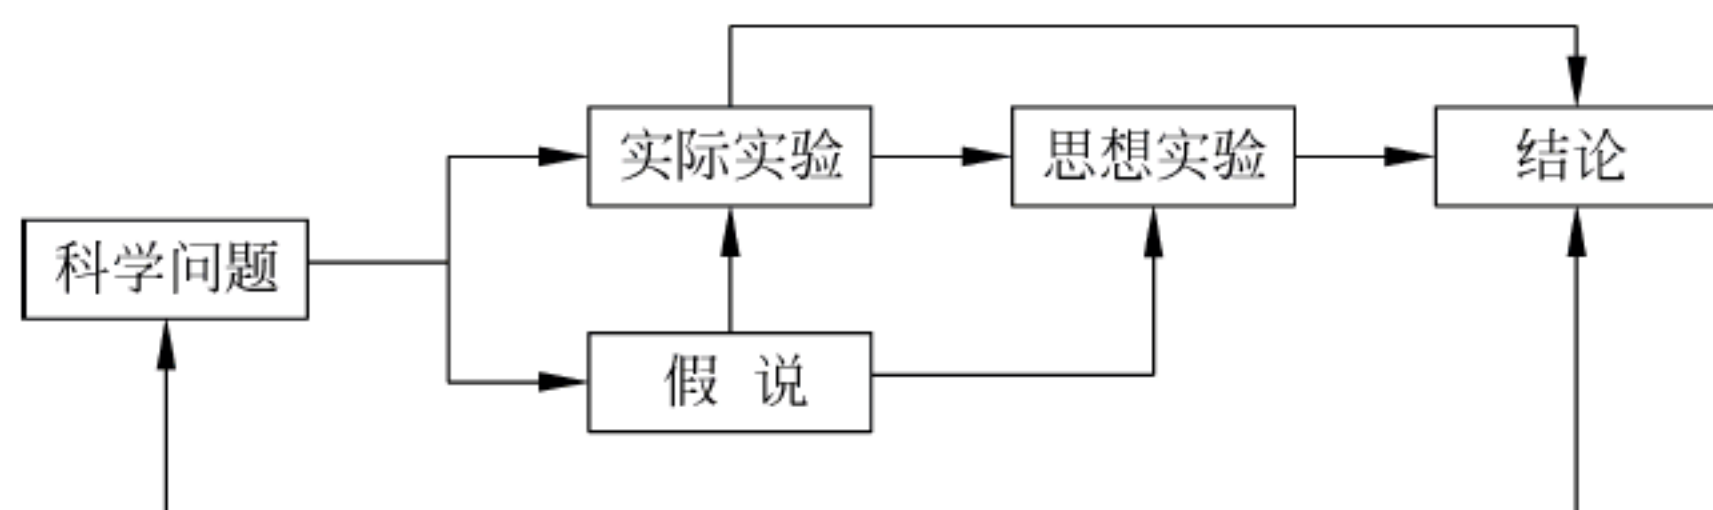 实际实验
思想实验
结论
科学问题
假 说